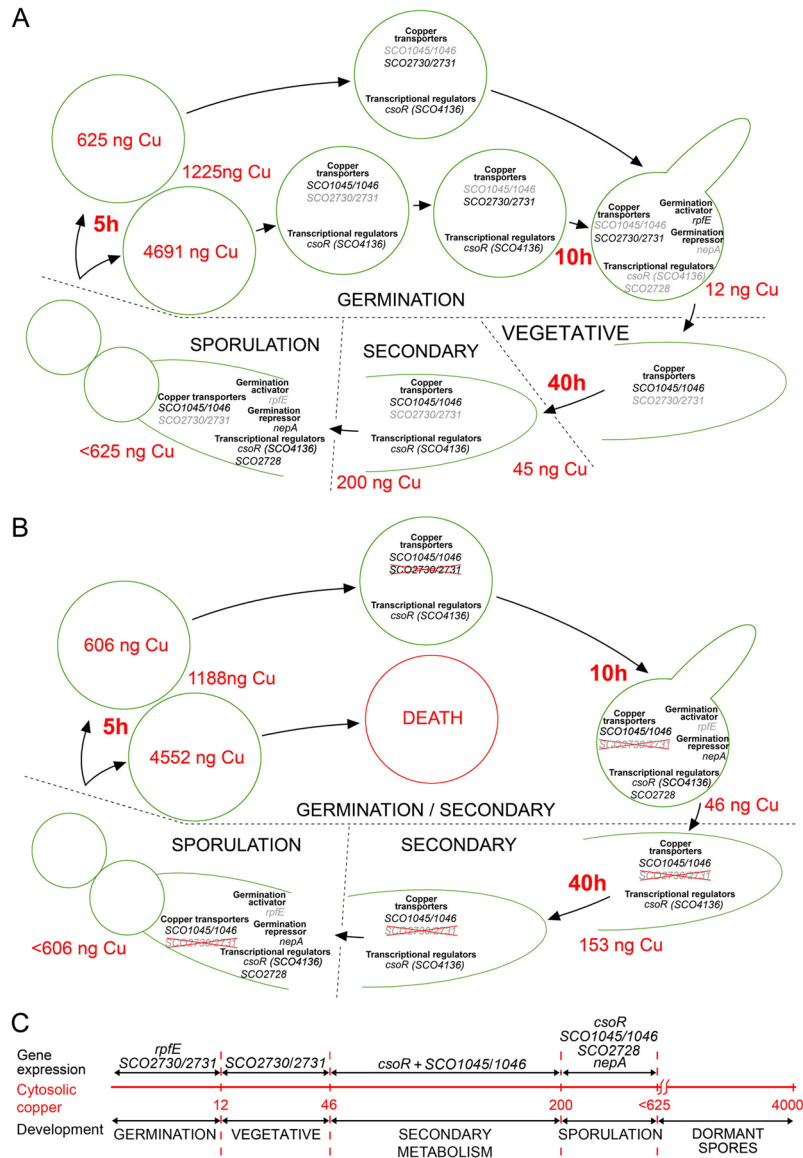 A
Copper
transporters
SCO1045/1046
SCO2730/2731
Transcriptional regulators
csoR (SCO4136)
625 ng Cu
1225ng Cu
5h
4691 ng Cu
Copper
transporters
SCO1045/1046
SCO2730/2731
Transcriptional regulators
csoR (SCO4136)
Copper
transporters
SCO1045/1046
SCO2730/2731
Transcriptional regulators
csoR (SCO4136)
10h
Copper
transporters
SCO1045/1046
SCO2730/2731
Germination
activator
rpfE
Germination
repressor
nepA
Transcriptional regulators
csoR (SCO4136)
SCO2728
12 ng Cu
GERMINATION
SPORULATION
SECONDARY
VEGETATIVE
Copper transporters
SCO1045/1046
SCO2730/2731
Germination
activator
rpfE
Germination
repressor
nepA
Transcriptional regulators
csoR (SCO4136)
SCO2728
<625 ng Cu
Copper
transporters
SCO1045/1046
SCO2730/2731
Transcriptional regulators
csoR (SCO4136)
200 ng Cu
40h
45 ng Cu
Copper
transporters
SCO1045/1046
SCO2730/2731
B
Copper
transporters
SCO1045/1046
SCO2730/2731
Transcriptional regulators
csoR (SCO4136)
606 ng Cu
1188ng Cu
5h
4552 ng Cu
DEATH
10h
Copper
transporters
SCO1045/1046
SCO2730/2731
Germination
activator
rpfE
Germination
repressor
nepA
Transcriptional regulators
csoR (SCO4136)
SCO2728
46 ng Cu
GERMINATION / SECONDARY
SPORULATION
SECONDARY
Copper transporters
SCO1045/1046
SCO2730/2731
Germination
activator
rpfE
Germination
repressor
nepA
Transcriptional regulators
csoR (SCO4136)
SCO2728
<606 ng Cu
Copper
transporters
SCO1045/1046
SCO2730/2731
Transcriptional regulators
csoR (SCO4136)
40h
153 ng Cu
Copper
transporters
SCO1045/1046
SCO2730/2731
Transcriptional regulators
csoR (SCO4136)
C
Gene
expression
rpfE
SCO2730/2731
SCO2730/2731
csoR + SCO1045/1046
csoR
SCO1045/1046
SCO2728
nepA
Cytosolic
copper
12
46
200
<625
4000
Development
GERMINATION
VEGETATIVE
SECONDARY
METABOLISM
SPORULATION
DORMANT
SPORES